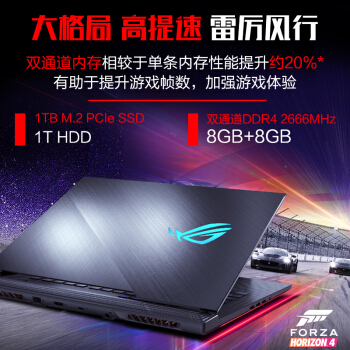 大格局 高提速 雷厉风行
双通道内存相较于单条内存性能提升约20%*
有助于提升游戏帧数，加强游戏体验
1TB M.2 PCIe SSD
1T HDD
双通道DDR4 2666MHz
8GB+8GB
FORZA
HORIZON 4